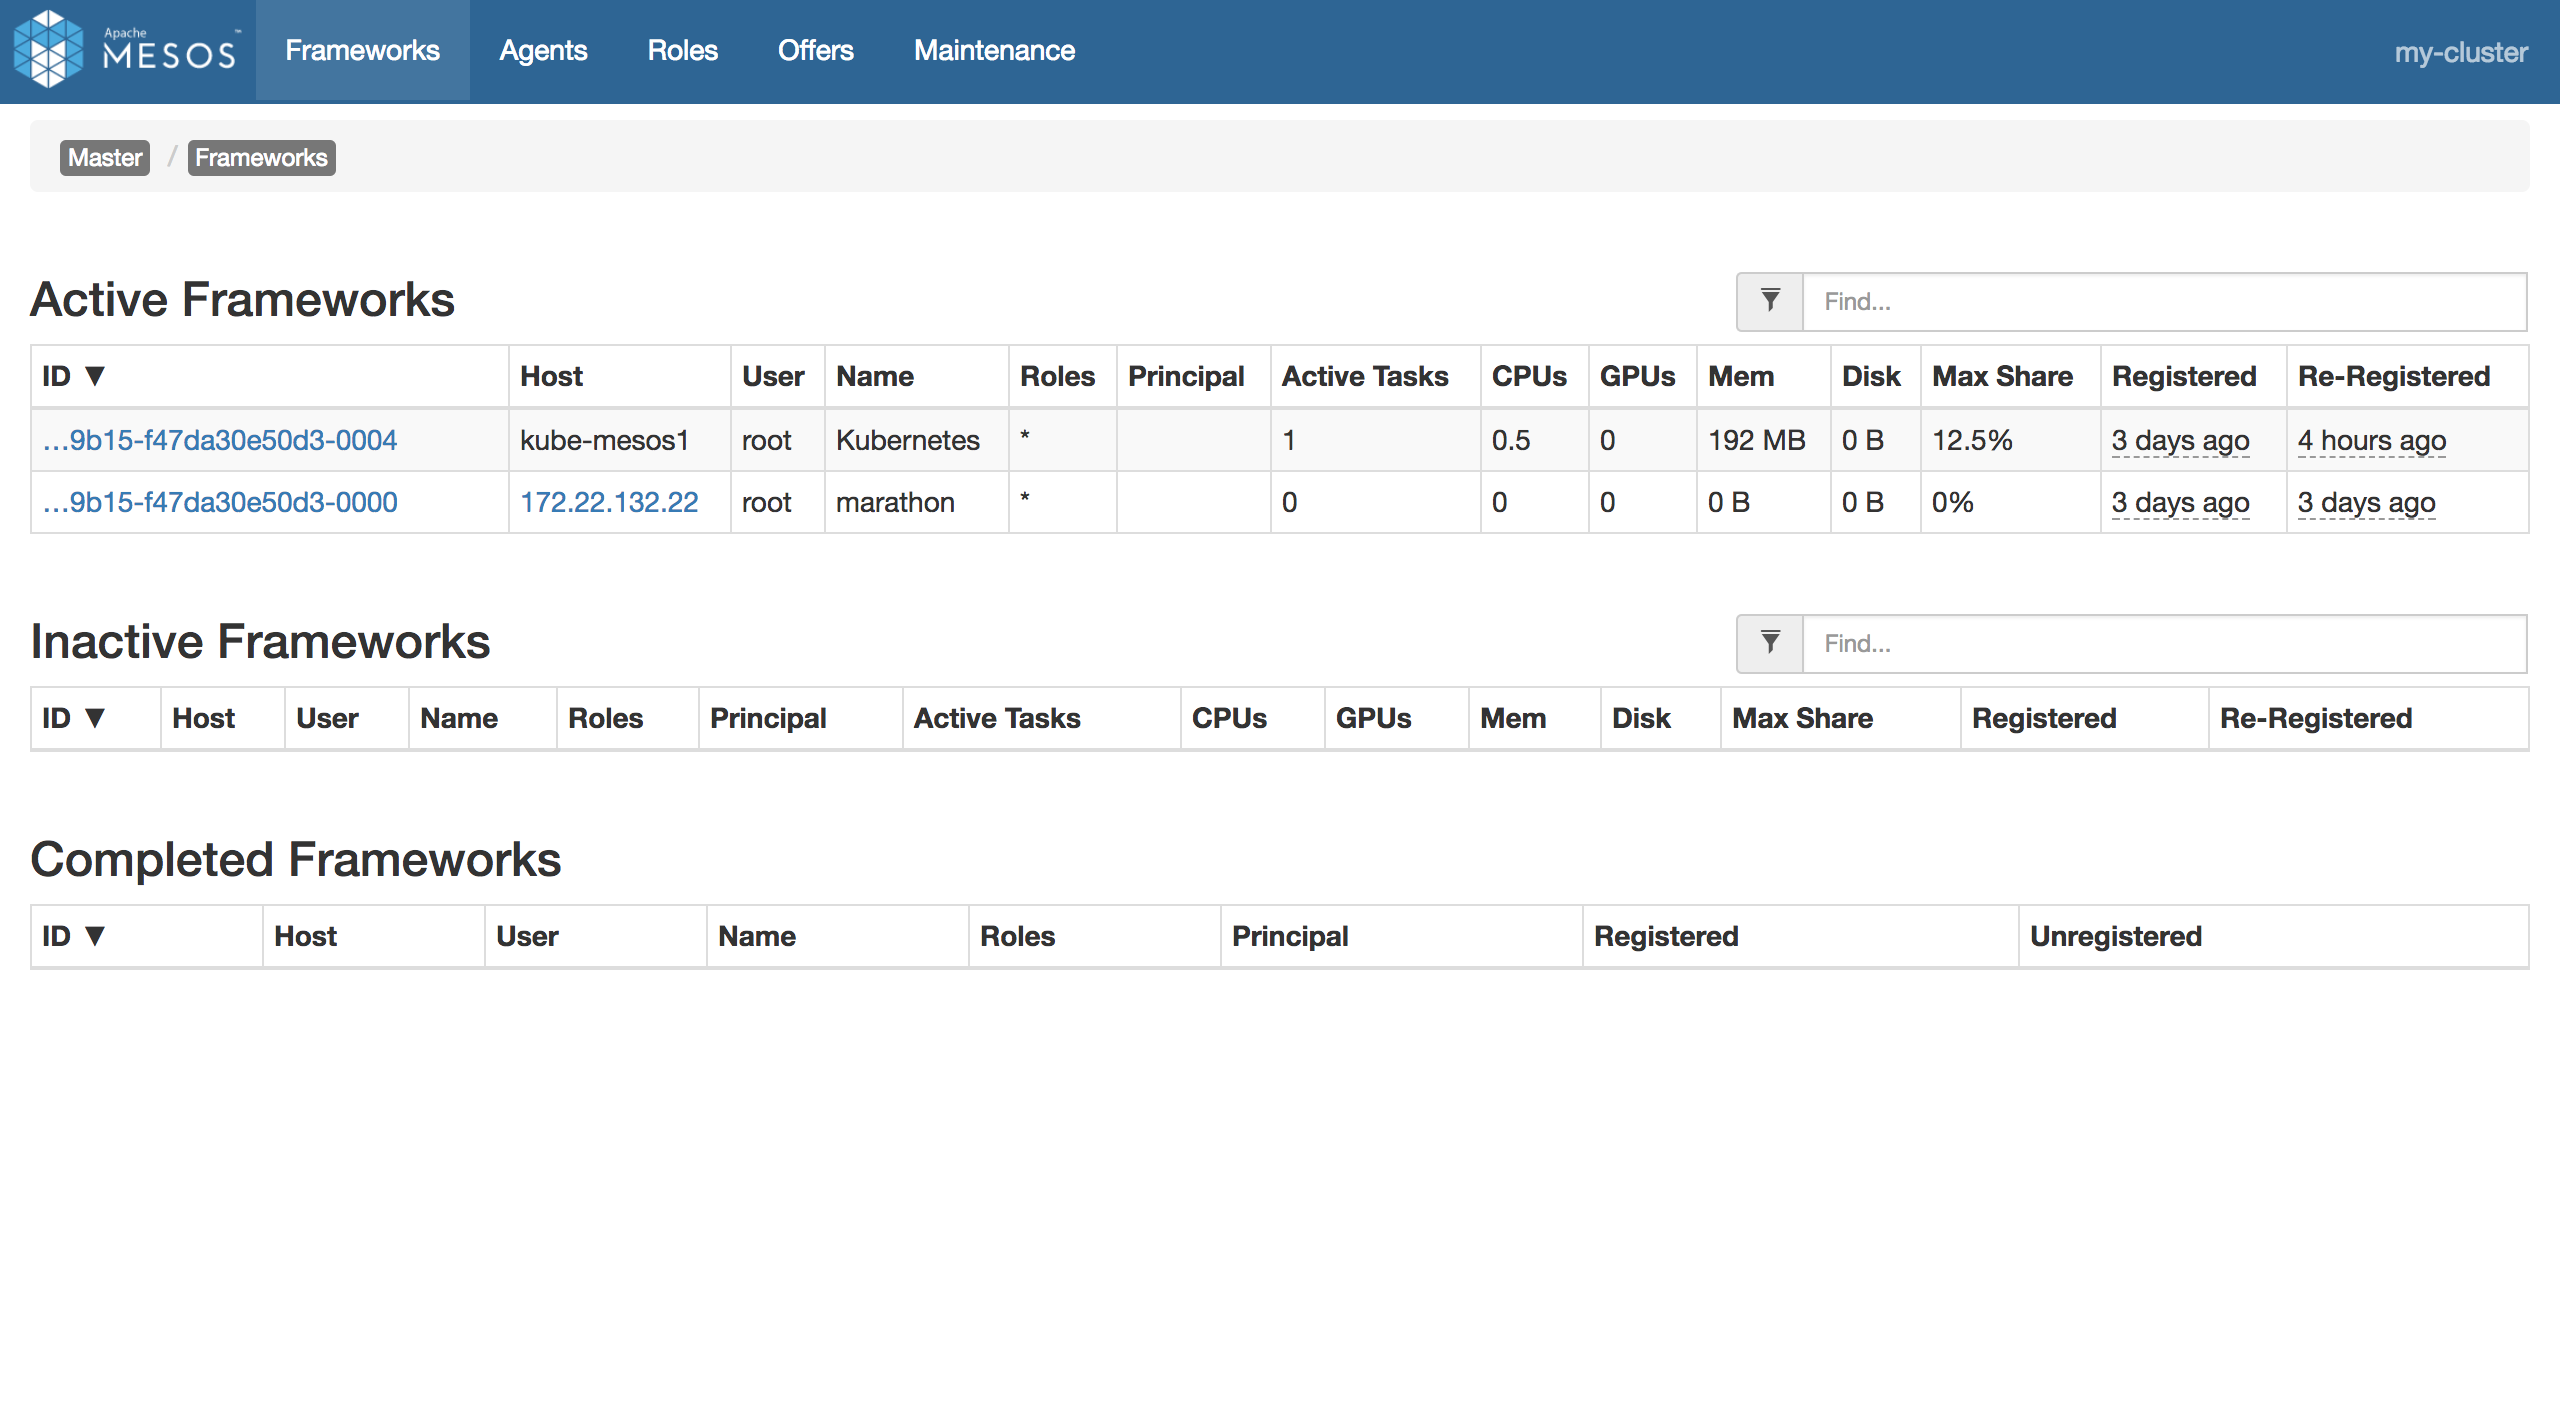 Apache
MESOS™ Frameworks Agents Roles Offers Maintenance my-cluster
Master / Frameworks
Active Frameworks Find...
ID ▼ Host User Name Roles Principal Active Tasks CPUs GPUs Mem Disk Max Share Registered Re-Registered
…9b15-f47da30e50d3-0004 kube-mesos1 root Kubernetes * 1 0.5 0 192 MB 0 B 12.5% 3 days ago 4 hours ago
…9b15-f47da30e50d3-0000 172.22.132.22 root marathon * 0 0 0 0 B 0 B 0% 3 days ago 3 days ago
Inactive Frameworks Find...
ID ▼ Host User Name Roles Principal Active Tasks CPUs GPUs Mem Disk Max Share Registered Re-Registered
Completed Frameworks
ID ▼ Host User Name Roles Principal Registered Unregistered